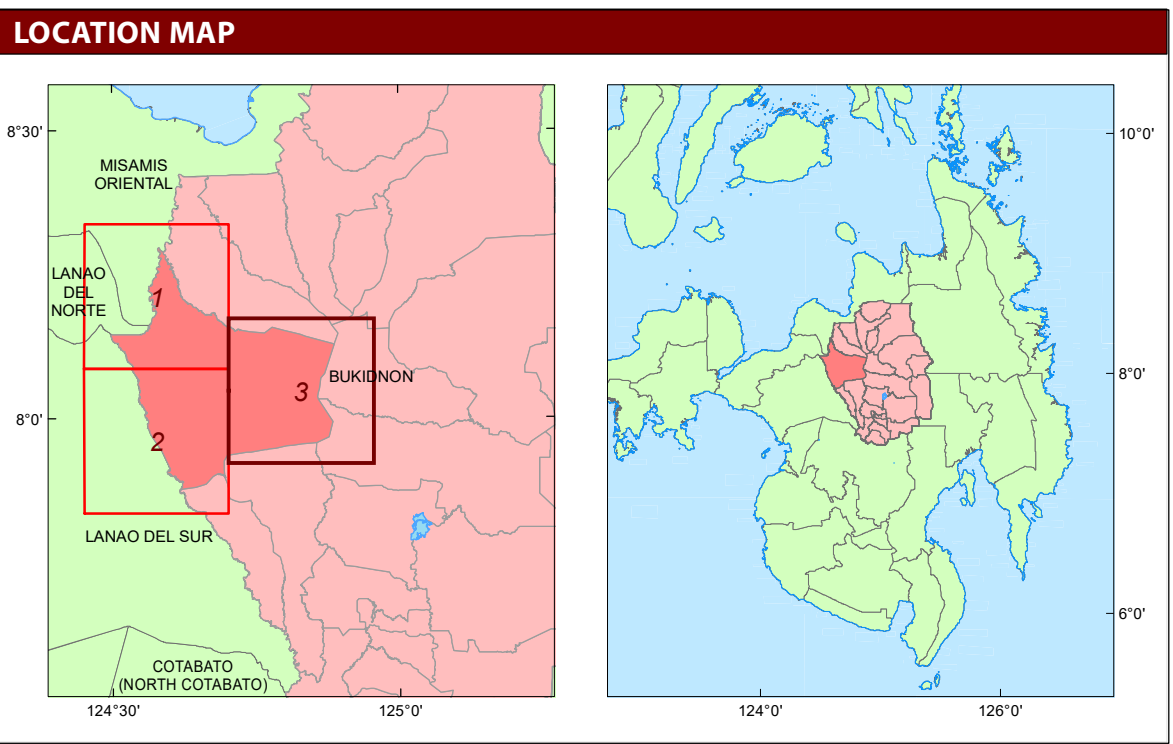 LOCATION MAP
8°30'
MISAMIS
ORIENTAL
LANAO
DEL
NORTE
1
BUKIDNON
3
8°0'
2
LANAO DEL SUR
COTABATO
(NORTH COTABATO)
124°30'
125°0'
10°0'
8°0'
6°0'
124°0'
126°0'